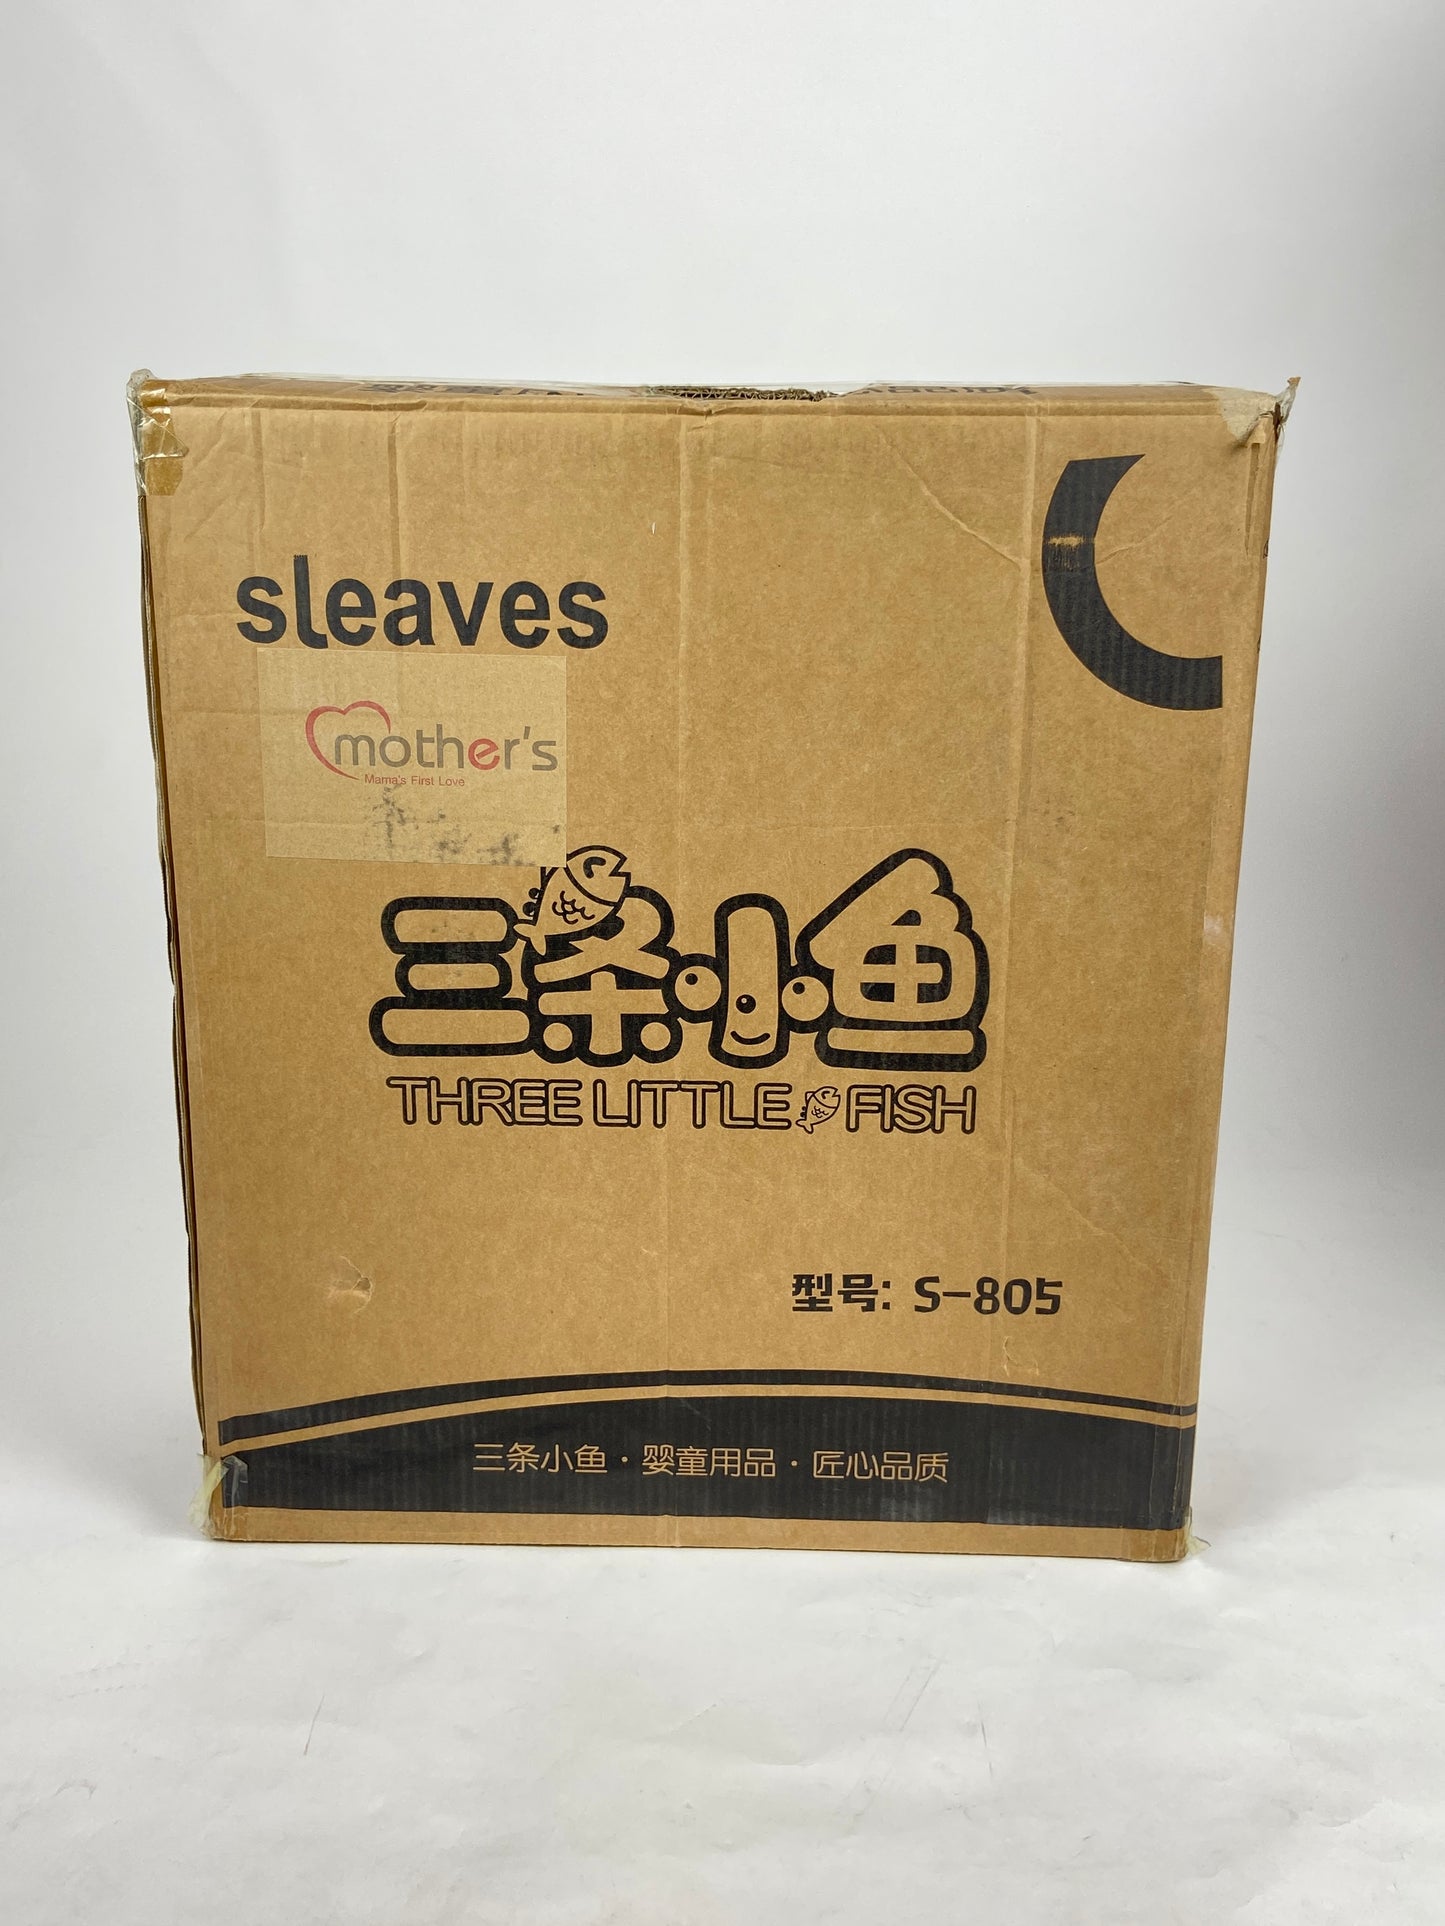 sleaves
mother's
Mama's First Love
三条小鱼
THREE LITTLE FISH
型号: S-805
三条小鱼·婴童用品·匠心品质